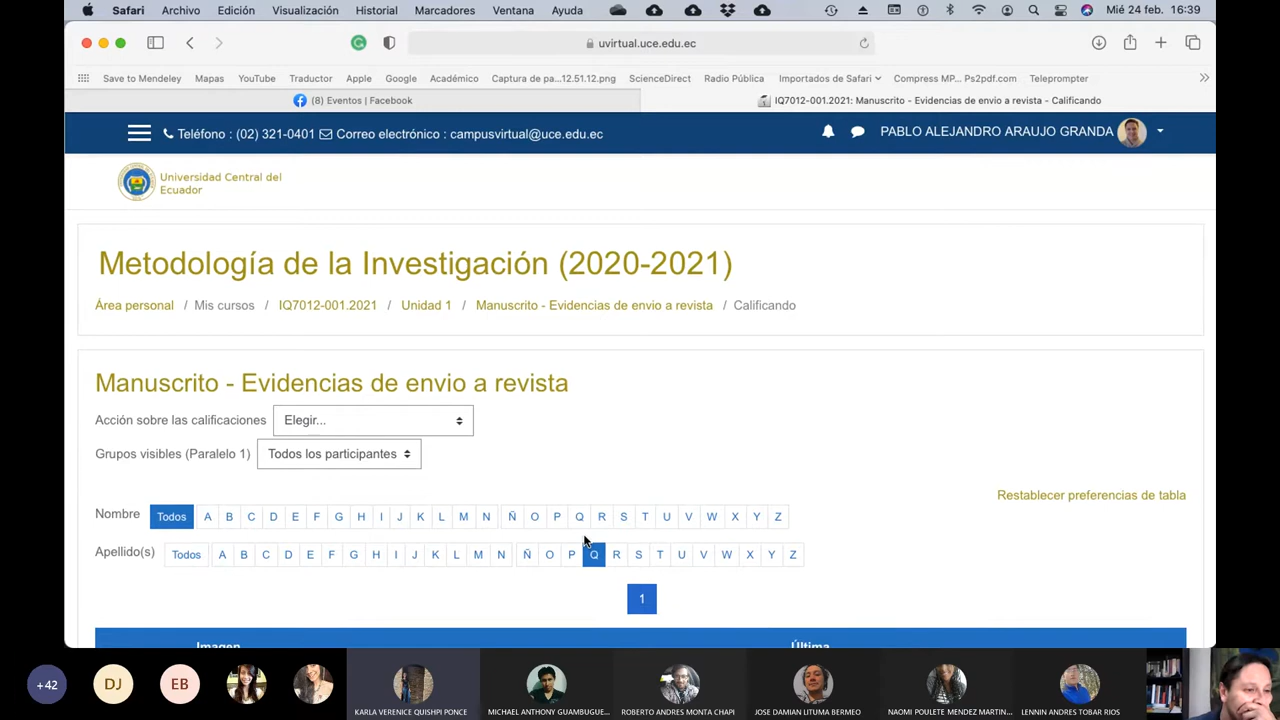 Safari Archivo Edición Visualización Historial Marcadores Ventana Ayuda Mié 24 feb. 16:39
uvirtual.uce.edu.ec
Save to Mendeley Mapas YouTube Traductor Apple Google Académico Captura de pa...12.51.12.png ScienceDirect Radio Pública Importados de Safari Compress MP... Ps2pdf.com Teleprompter
(8) Eventos | Facebook IQ7012-001.2021: Manuscrito - Evidencias de envio a revista - Calificando
Teléfono : (02) 321-0401 Correo electrónico : campusvirtual@uce.edu.ec PABLO ALEJANDRO ARAUJO GRANDA
Universidad Central del
Ecuador
Metodología de la Investigación (2020-2021)
Área personal / Mis cursos / IQ7012-001.2021 / Unidad 1 / Manuscrito - Evidencias de envio a revista / Calificando
Manuscrito - Evidencias de envio a revista
Acción sobre las calificaciones Elegir...
Grupos visibles (Paralelo 1) Todos los participantes
Restablecer preferencias de tabla
Nombre Todos A B C D E F G H I J K L M N Ñ O P Q R S T U V W X Y Z
Apellido(s) Todos A B C D E F G H I J K L M N Ñ O P Q R S T U V W X Y Z
1
Imagen Última
+42 DJ EB
KARLA VERENICE QUISHPI PONCE MICHAEL ANTHONY GUAMBUGUE... ROBERTO ANDRES MONTA CHAPI JOSE DAMIAN LITUMA BERMEO NAOMI POULETE MENDEZ MARTIN... LENNIN ANDRES TOBAR RIOS